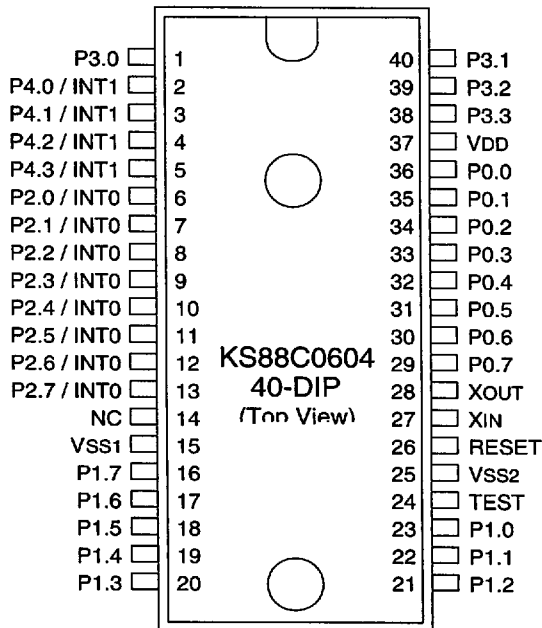 P3.0 1 40 P3.1
P4.0 / INT1 2 39 P3.2
P4.1 / INT1 3 38 P3.3
P4.2 / INT1 4 37 VDD
P4.3 / INT1 5 36 P0.0
P2.0 / INT0 6 35 P0.1
P2.1 / INT0 7 34 P0.2
P2.2 / INT0 8 33 P0.3
P2.3 / INT0 9 32 P0.4
P2.4 / INT0 10 31 P0.5
P2.5 / INT0 11 30 P0.6
P2.6 / INT0 12 29 P0.7
P2.7 / INT0 13 28 XOUT
NC 14 27 XIN
VSS1 15 26 RESET
P1.7 16 25 VSS2
P1.6 17 24 TEST
P1.5 18 23 P1.0
P1.4 19 22 P1.1
P1.3 20 21 P1.2
KS88C0604
40-DIP
(Top View)